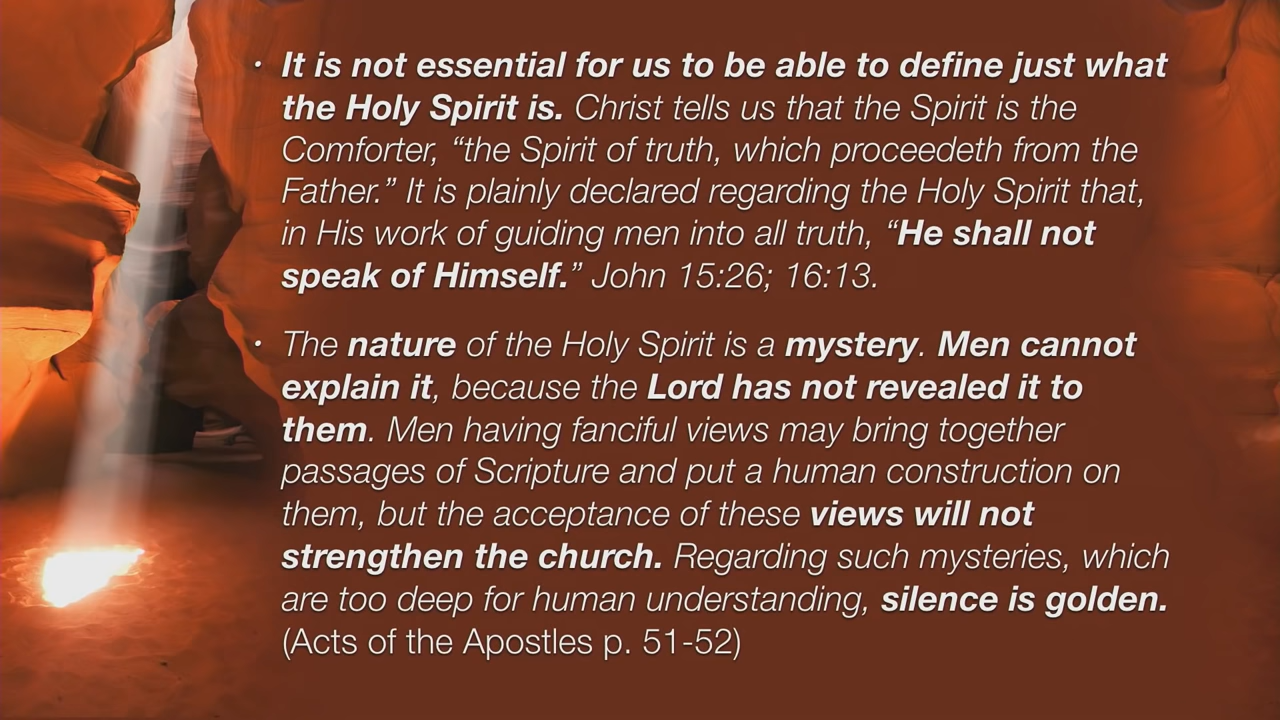 • It is not essential for us to be able to define just what
the Holy Spirit is. Christ tells us that the Spirit is the
Comforter, “the Spirit of truth, which proceedeth from the
Father.” It is plainly declared regarding the Holy Spirit that,
in His work of guiding men into all truth, “He shall not
speak of Himself.” John 15:26; 16:13.
• The nature of the Holy Spirit is a mystery. Men cannot
explain it, because the Lord has not revealed it to
them. Men having fanciful views may bring together
passages of Scripture and put a human construction on
them, but the acceptance of these views will not
strengthen the church. Regarding such mysteries, which
are too deep for human understanding, silence is golden.
(Acts of the Apostles p. 51-52)